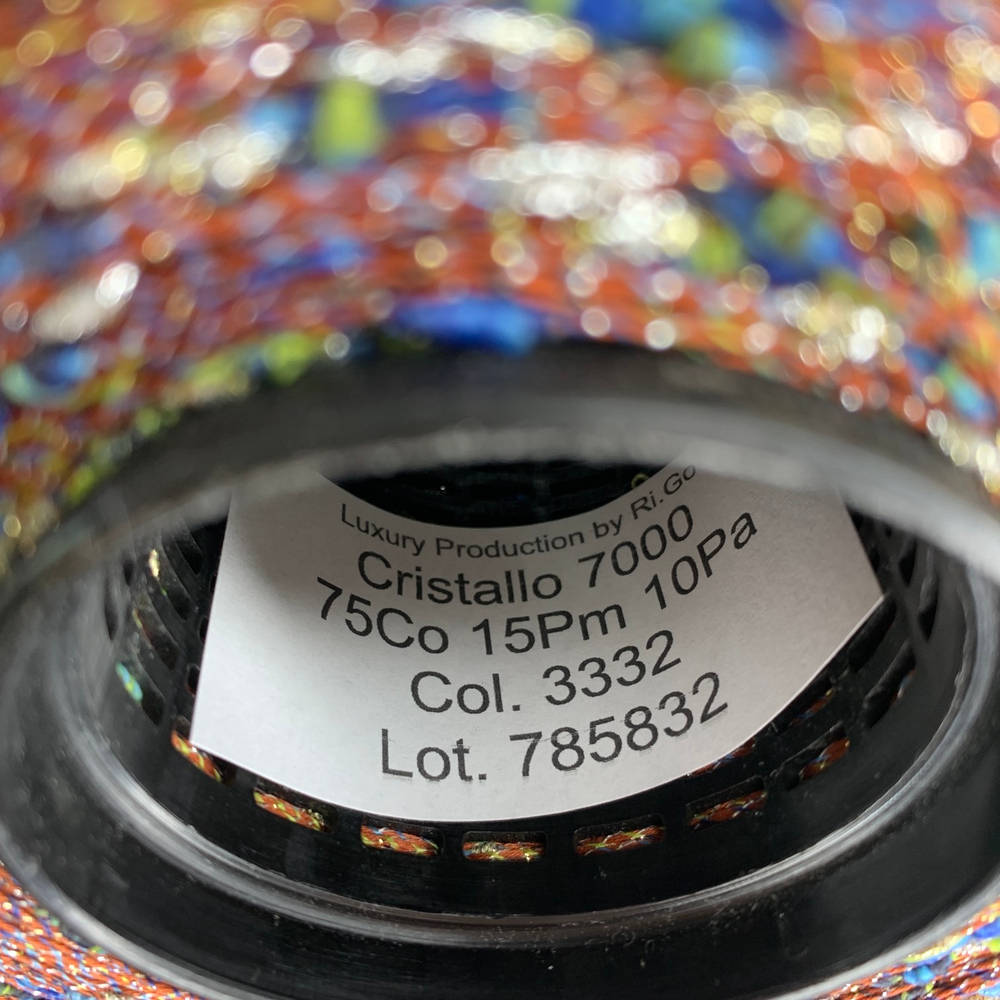 Luxury Production by Ri.Go
Cristallo 7000
75Co 15Pm 10Pa
Col. 3332
Lot. 785832